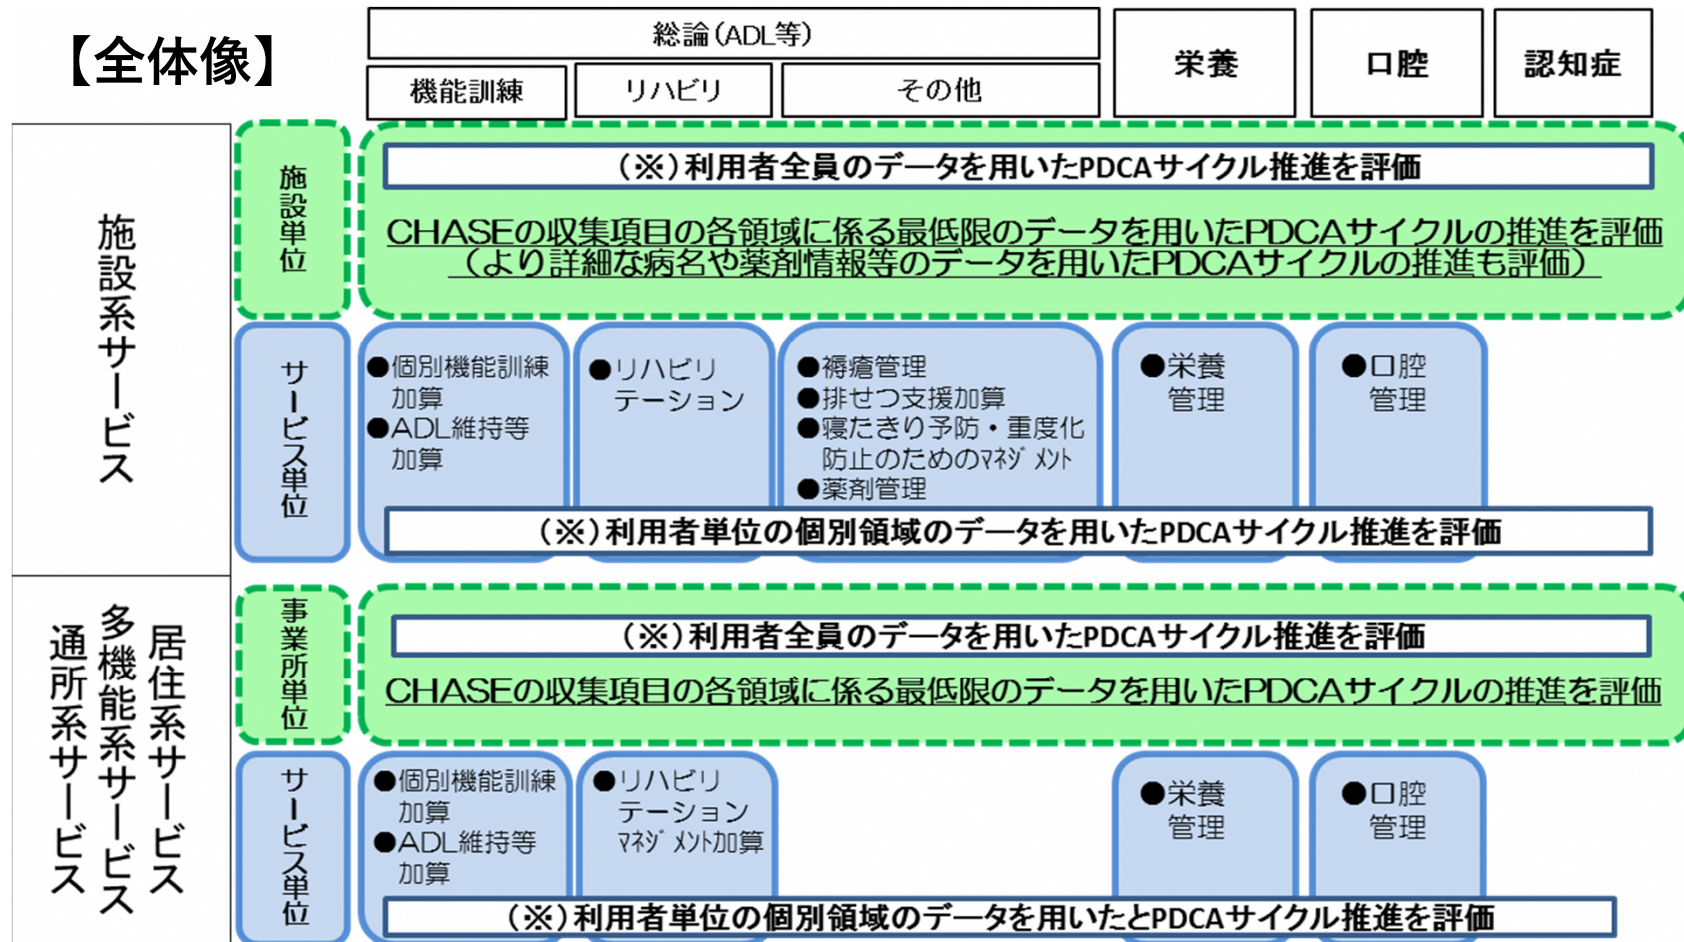 【全体像】
総論(ADL等)
機能訓練
リハビリ
その他
栄養
口腔
認知症
施設系サービス
施設単位
(※)利用者全員のデータを用いたPDCAサイクル推進を評価
CHASEの収集項目の各領域に係る最低限のデータを用いたPDCAサイクルの推進を評価
(より詳細な病名や薬剤情報等のデータを用いたPDCAサイクルの推進も評価)
サービス単位
●個別機能訓練
加算
●ADL維持等
加算
●リハビリ
テーション
●褥瘡管理
●排せつ支援加算
●寝たきり予防・重度化
防止のためのマネジメント
●薬剤管理
●栄養
管理
●口腔
管理
(※)利用者単位の個別領域のデータを用いたPDCAサイクル推進を評価
居住系サービス
多機能系サービス
通所系サービス
事業所単位
(※)利用者全員のデータを用いたPDCAサイクル推進を評価
CHASEの収集項目の各領域に係る最低限のデータを用いたPDCAサイクルの推進を評価
サービス単位
●個別機能訓練
加算
●ADL維持等
加算
●リハビリ
テーション
マネジメント加算
●栄養
管理
●口腔
管理
(※)利用者単位の個別領域のデータを用いたとPDCAサイクル推進を評価